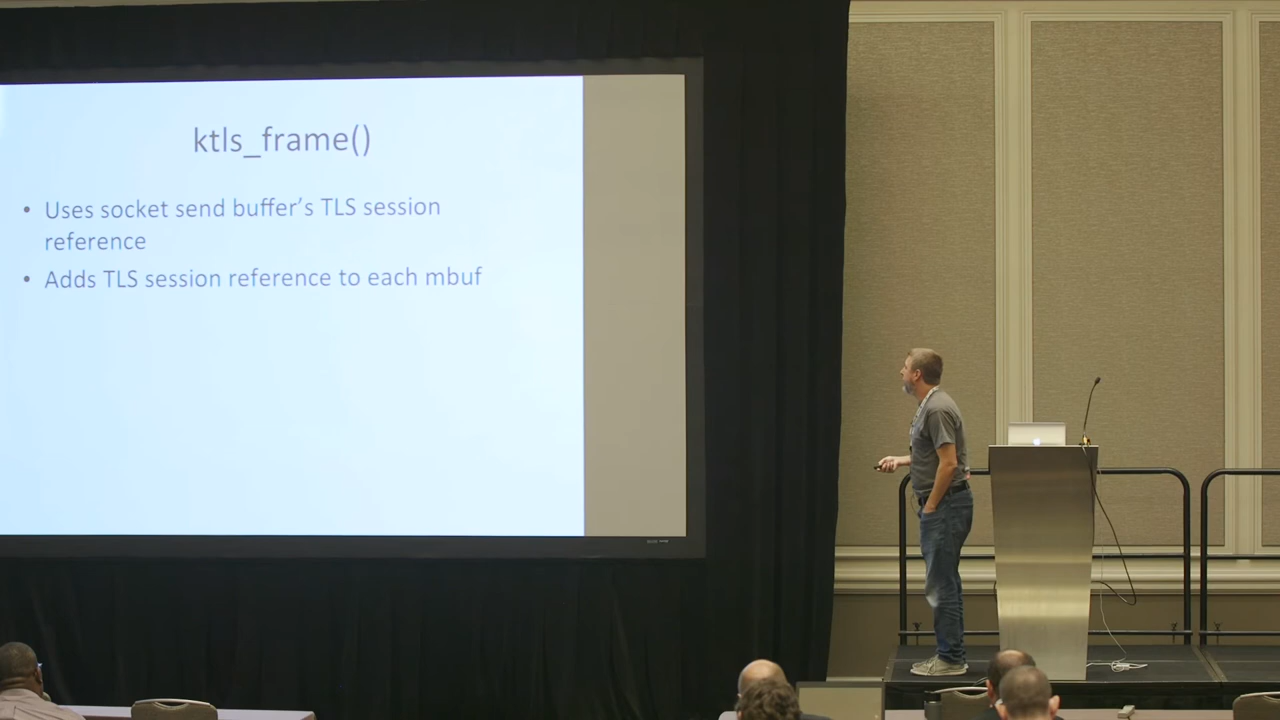 ktls_frame()
• Uses socket send buffer’s TLS session
reference
• Adds TLS session reference to each mbuf